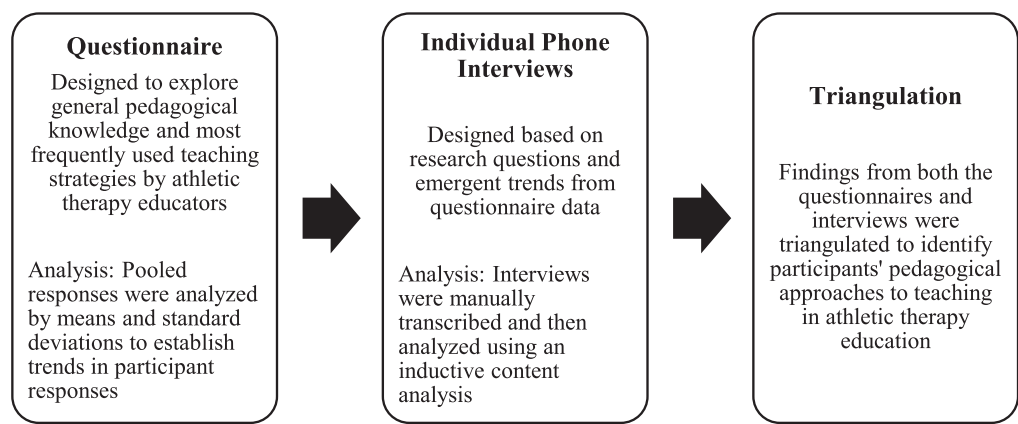 Questionnaire
Designed to explore
general pedagogical
knowledge and most
frequently used teaching
strategies by athletic
therapy educators
Analysis: Pooled
responses were analyzed
by means and standard
deviations to establish
trends in participant
responses
Individual Phone
Interviews
Designed based on
research questions and
emergent trends from
questionnaire data
Analysis: Interviews
were manually
transcribed and then
analyzed using an
inductive content
analysis
Triangulation
Findings from both the
questionnaires and
interviews were
triangulated to identify
participants' pedagogical
approaches to teaching
in athletic therapy
education